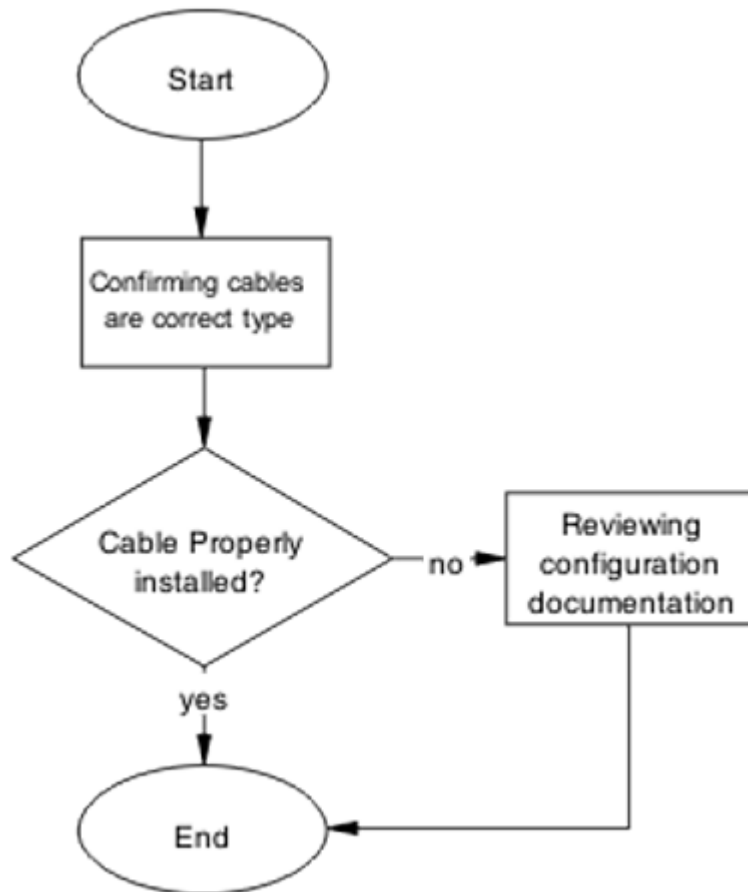 Start
Confirming cables
are correct type
Cable Properly
installed?
no
Reviewing
configuration
documentation
yes
End